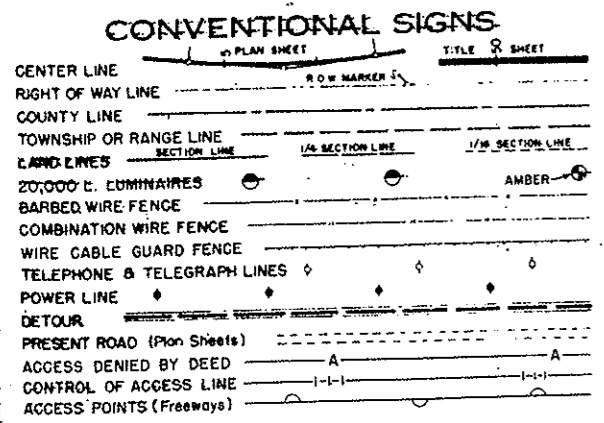 CONVENTIONAL SIGNS
PLAN SHEET TITLE SHEET
CENTER LINE
RIGHT OF WAY LINE R.O.W MARKER
COUNTY LINE
TOWNSHIP OR RANGE LINE
LAND LINES SECTION LINE 1/4 SECTION LINE 1/16 SECTION LINE
20,000 L. LUMINAIRES AMBER
BARBED WIRE FENCE
COMBINATION WIRE FENCE
WIRE CABLE GUARD FENCE
TELEPHONE & TELEGRAPH LINES
POWER LINE
DETOUR
PRESENT ROAD (Plan Sheets)
ACCESS DENIED BY DEED A A
CONTROL OF ACCESS LINE
ACCESS POINTS (Freeways)